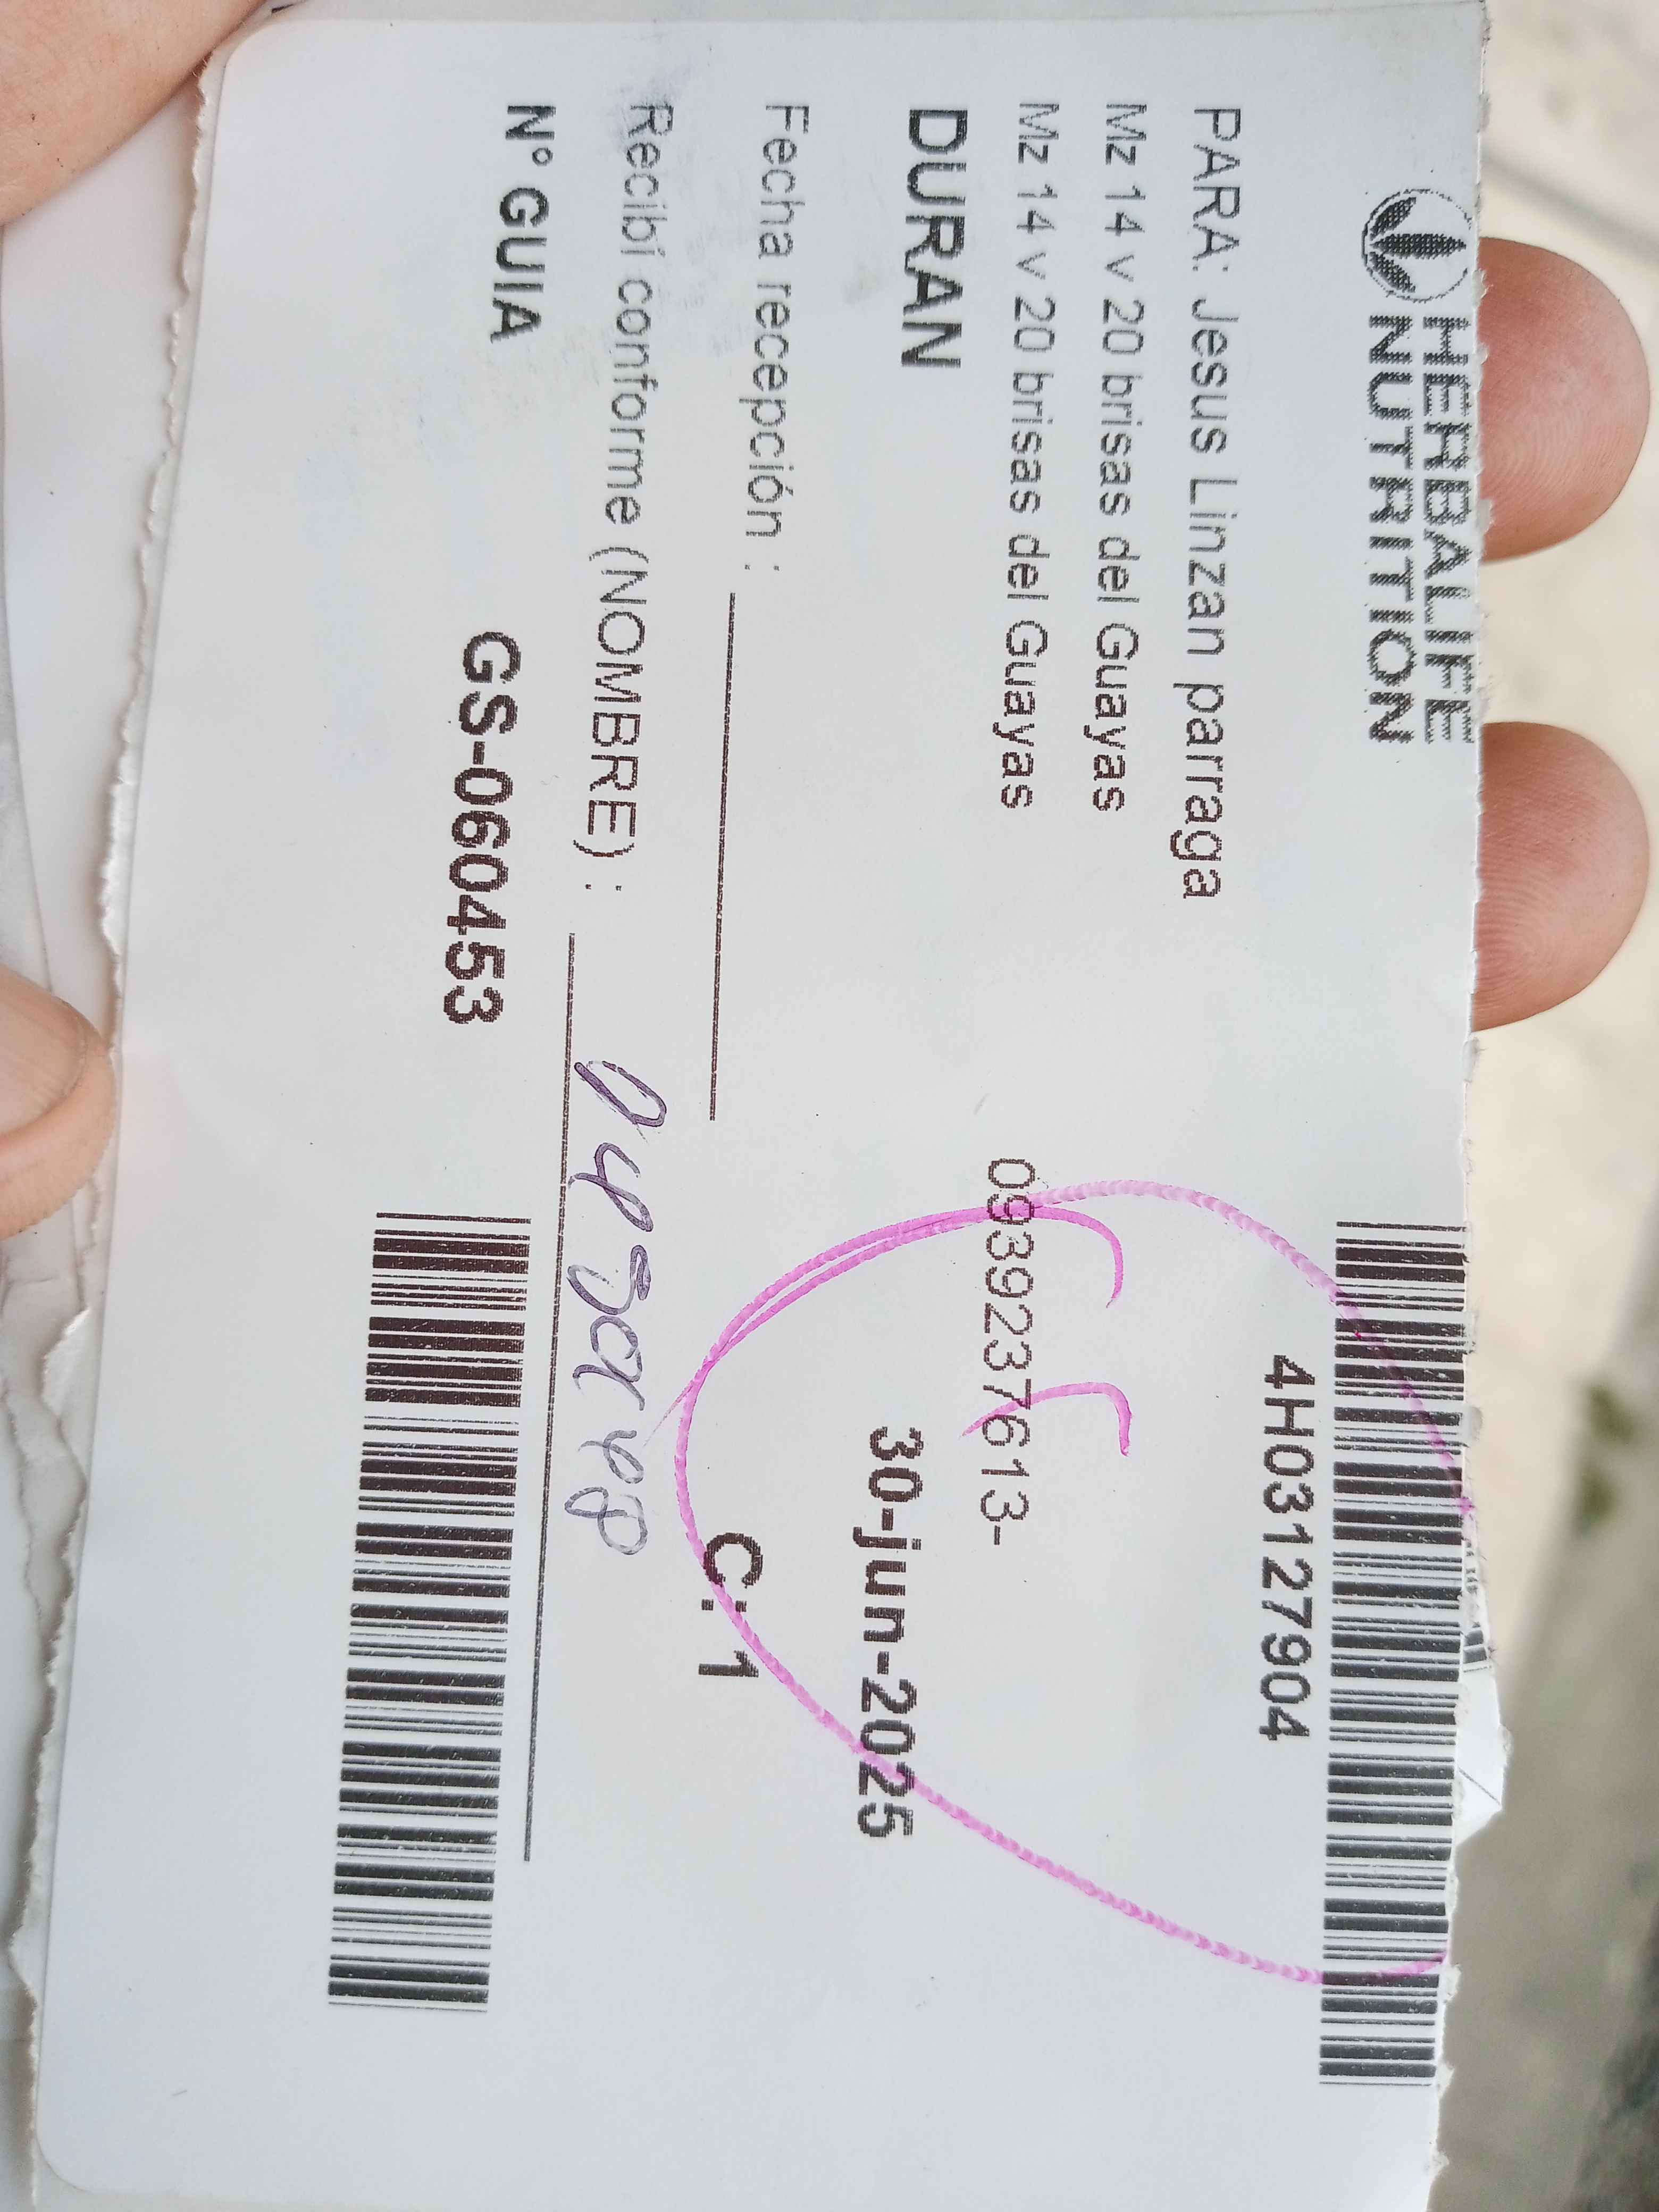 HERBALIFE
NUTRITION
4H03127904
PARA: Jesus Linzan parraga
Mz 14 v 20 brisas del Guayas
Mz 14 v 20 brisas del Guayas
0939237613-
DURAN
30-jun-2025
Fecha recepción :
C: 1
Recibí conforme (NOMBRE) :
N° GUIA
GS-060453